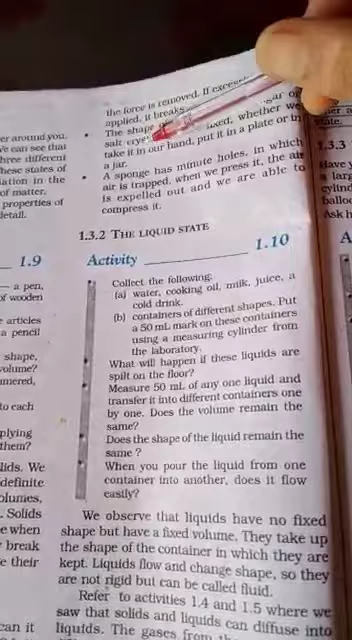 er around you.
We can see that
three different
These states of
iation in the
of matter.
properties of
detail.
1.9
a pen,
of wooden
articles
a pencil
shape,
volume?
mered,
to each
plying
them?
lids. We
definite
olumes,
. Solids
e when
break
e their
can it
the force is removed. If
applied, it breaks
• The shape
salt fixed, whether we
take it in our hand, put it in a plate or in
a jar.
• A sponge has minute holes, in which
air is trapped, when we press it, the air
is expelled out and we are able to
compress it.
1.3.2 THE LIQUID STATE
Activity 1.10
• Collect the following:
(a) water, cooking oil, milk, juice, a
cold drink.
(b) containers of different shapes. Put
a 50 mL mark on these containers
using a measuring cylinder from
the laboratory.
• What will happen if these liquids are
spilt on the floor?
• Measure 50 mL of any one liquid and
transfer it into different containers one
by one. Does the volume remain the
same?
• Does the shape of the liquid remain the
same ?
• When you pour the liquid from one
container into another, does it flow
easily?
We observe that liquids have no fixed
shape but have a fixed volume. They take up
the shape of the container in which they are
kept. Liquids flow and change shape, so they
are not rigid but can be called fluid.
Refer to activities 1.4 and 1.5 where we
saw that solids and liquids can diffuse into
liquids. The gases from
state.
1.3.3
Have y
a larg
cylind
balloo
Ask h
A